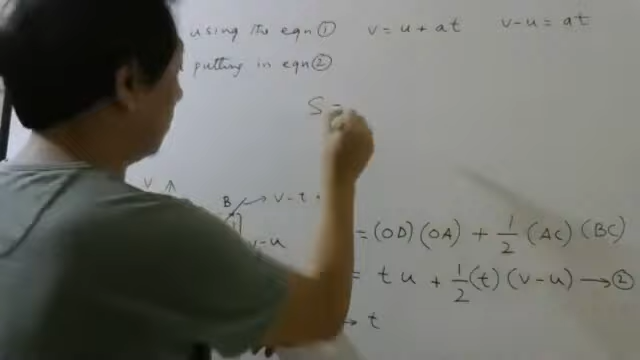 using the eqn ① v = u + at v-u = at
putting in eqn ②
S =
V ↑
B → v-t
= (OD)(OA) + 1/2 (AC)(BC)
v-u
= t u + 1/2 (t)(v-u) → ②
→ t